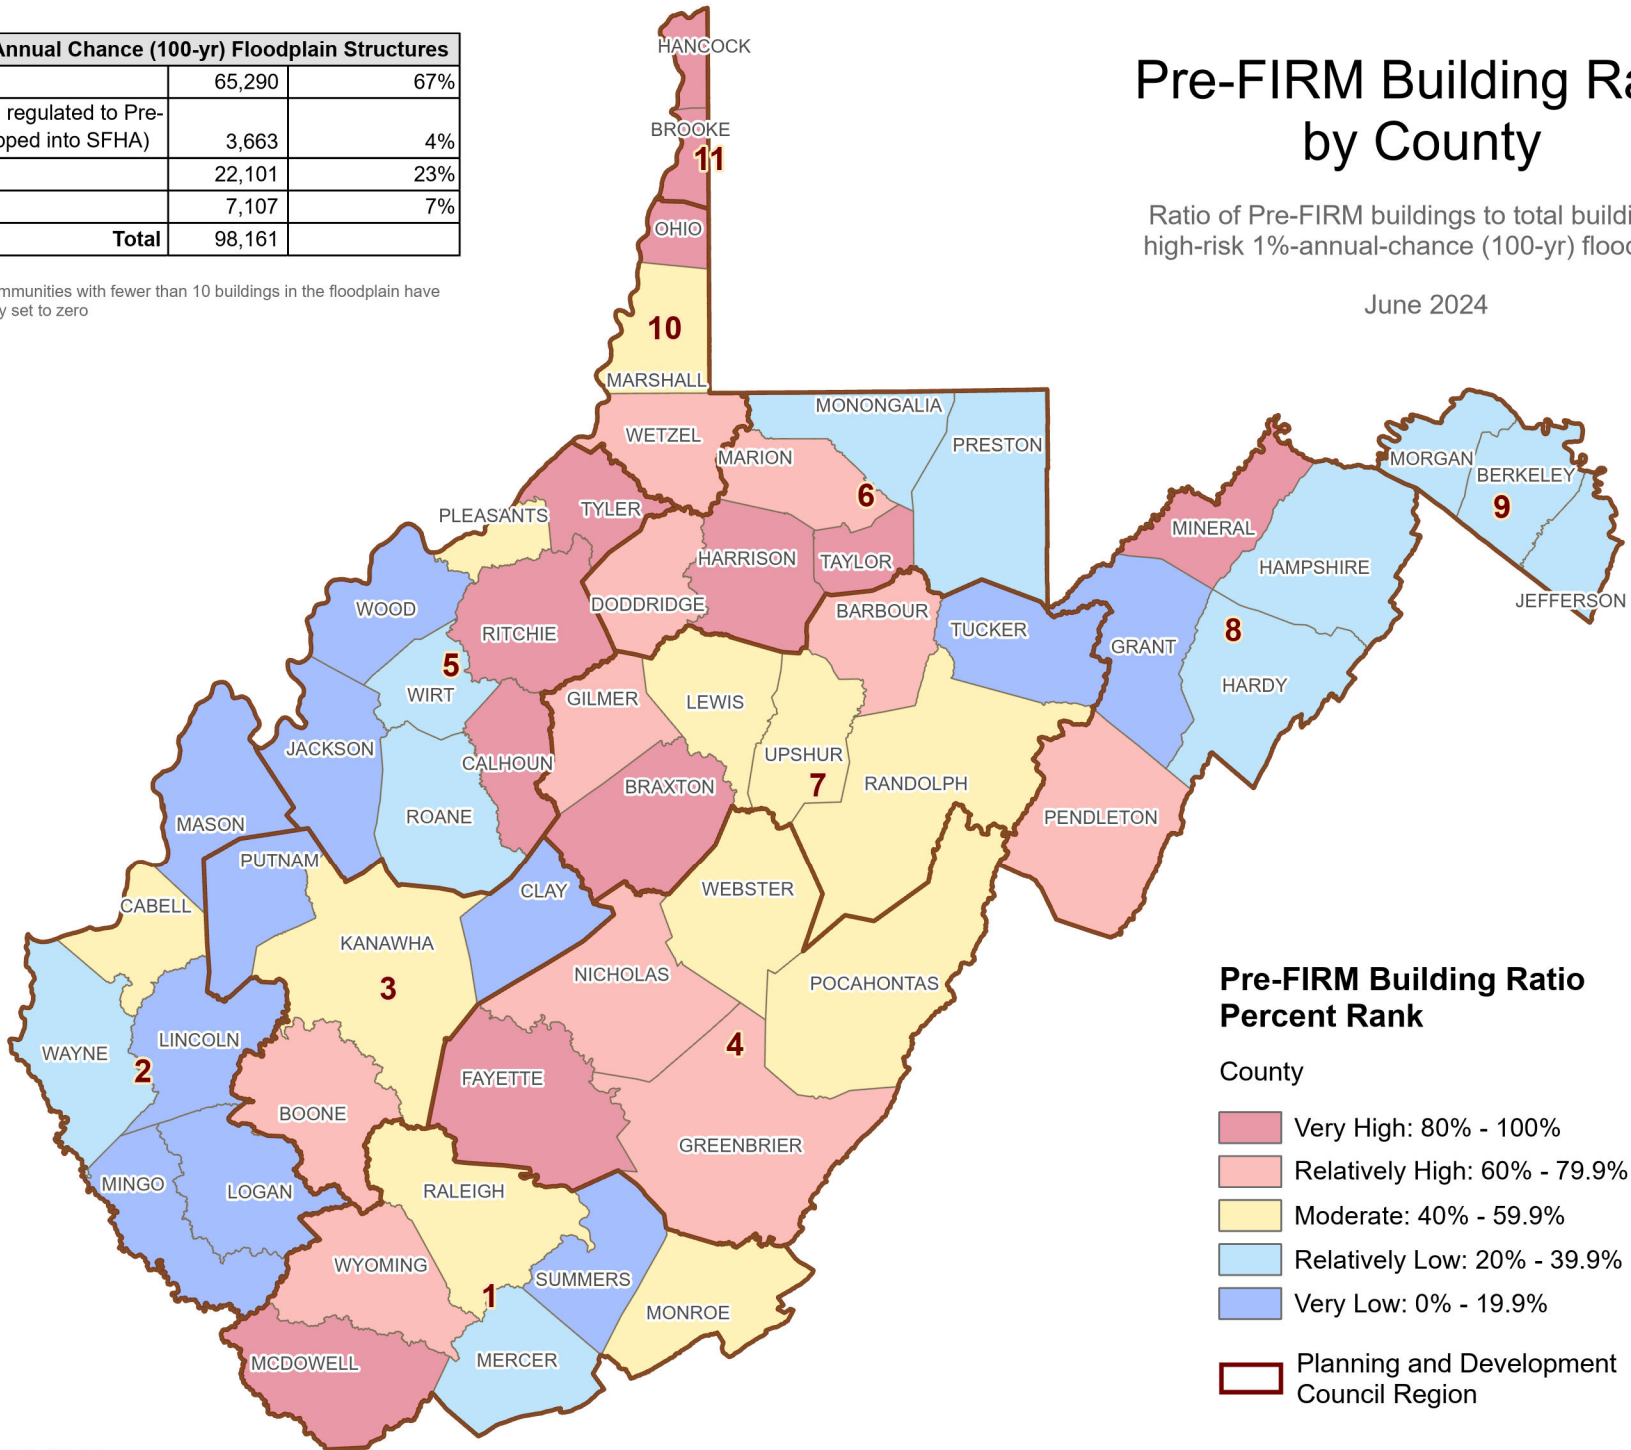 Annual Chance (100-yr) Floodplain Structures
65,290 67%
regulated to Pre-
pped into SFHA) 3,663 4%
22,101 23%
7,107 7%
Total 98,161
mmunities with fewer than 10 buildings in the floodplain have
y set to zero
Pre-FIRM Building Ra
by County
Ratio of Pre-FIRM buildings to total buildi
high-risk 1%-annual-chance (100-yr) flood
June 2024
HANCOCK
BROOKE
11
OHIO
10
MARSHALL
MONONGALIA
WETZEL
PRESTON
MARION
MORGAN
BERKELEY
6
9
TYLER
PLEASANTS
MINERAL
HARRISON
TAYLOR
HAMPSHIRE
JEFFERSON
DODDRIDGE
WOOD
BARBOUR
RITCHIE
TUCKER
8
GRANT
5
WIRT
HARDY
GILMER
LEWIS
JACKSON
UPSHUR
CALHOUN
BRAXTON
7
RANDOLPH
ROANE
PENDLETON
MASON
PUTNAM
CLAY
WEBSTER
CABELL
KANAWHA
NICHOLAS
POCAHONTAS
3
LINCOLN
4
WAYNE
2
FAYETTE
BOONE
GREENBRIER
MINGO
LOGAN
RALEIGH
WYOMING
SUMMERS
1
MONROE
MCDOWELL
MERCER
Pre-FIRM Building Ratio
Percent Rank
County
Very High: 80% - 100%
Relatively High: 60% - 79.9%
Moderate: 40% - 59.9%
Relatively Low: 20% - 39.9%
Very Low: 0% - 19.9%
Planning and Development
Council Region